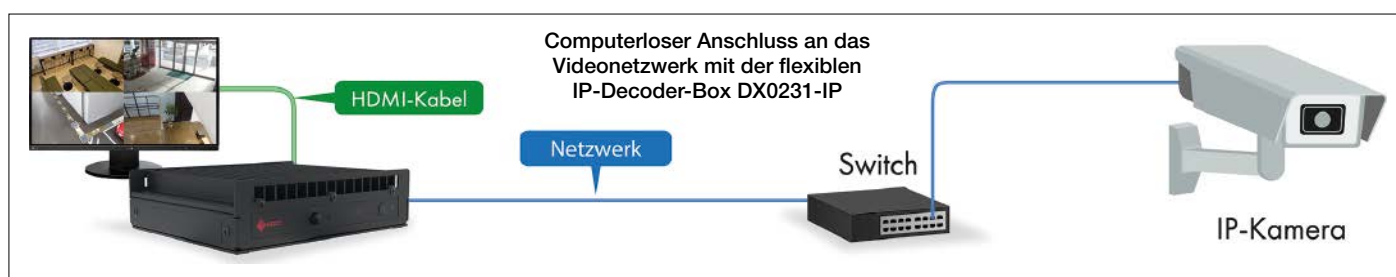 Computerloser Anschluss an das
Videonetzwerk mit der flexiblen
IP-Decoder-Box DX0231-IP
HDMI-Kabel
Netzwerk
Switch
IP-Kamera